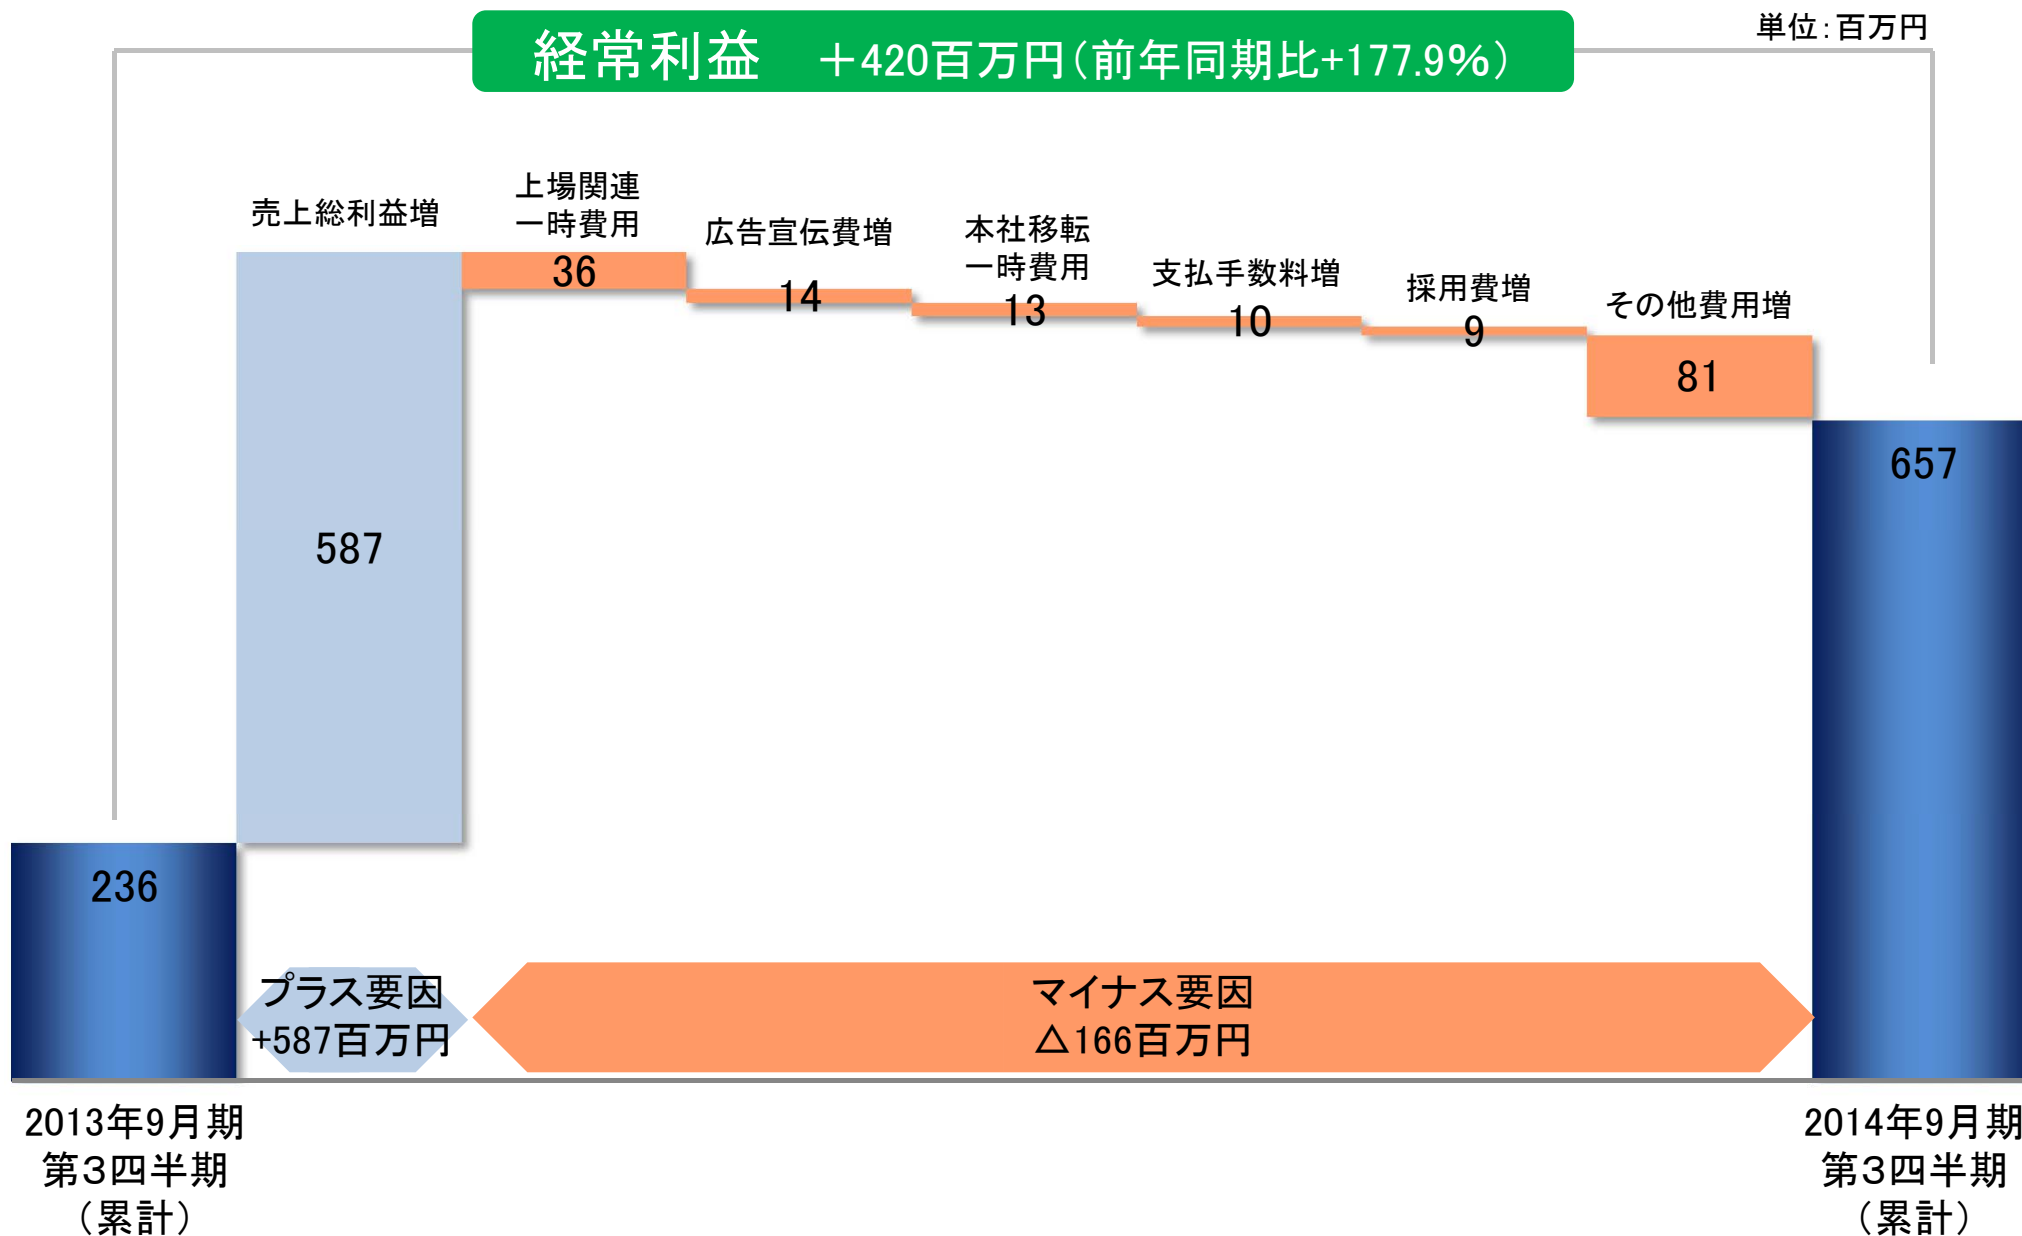 単位:百万円
経常利益 +420百万円(前年同期比+177.9%)
売上総利益増
上場関連
一時費用
広告宣伝費増
本社移転
一時費用
支払手数料増
採用費増
その他費用増
36
14
13
10
9
81
587
657
236
プラス要因
+587百万円
マイナス要因
△166百万円
2013年9月期
第3四半期
(累計)
2014年9月期
第3四半期
(累計)